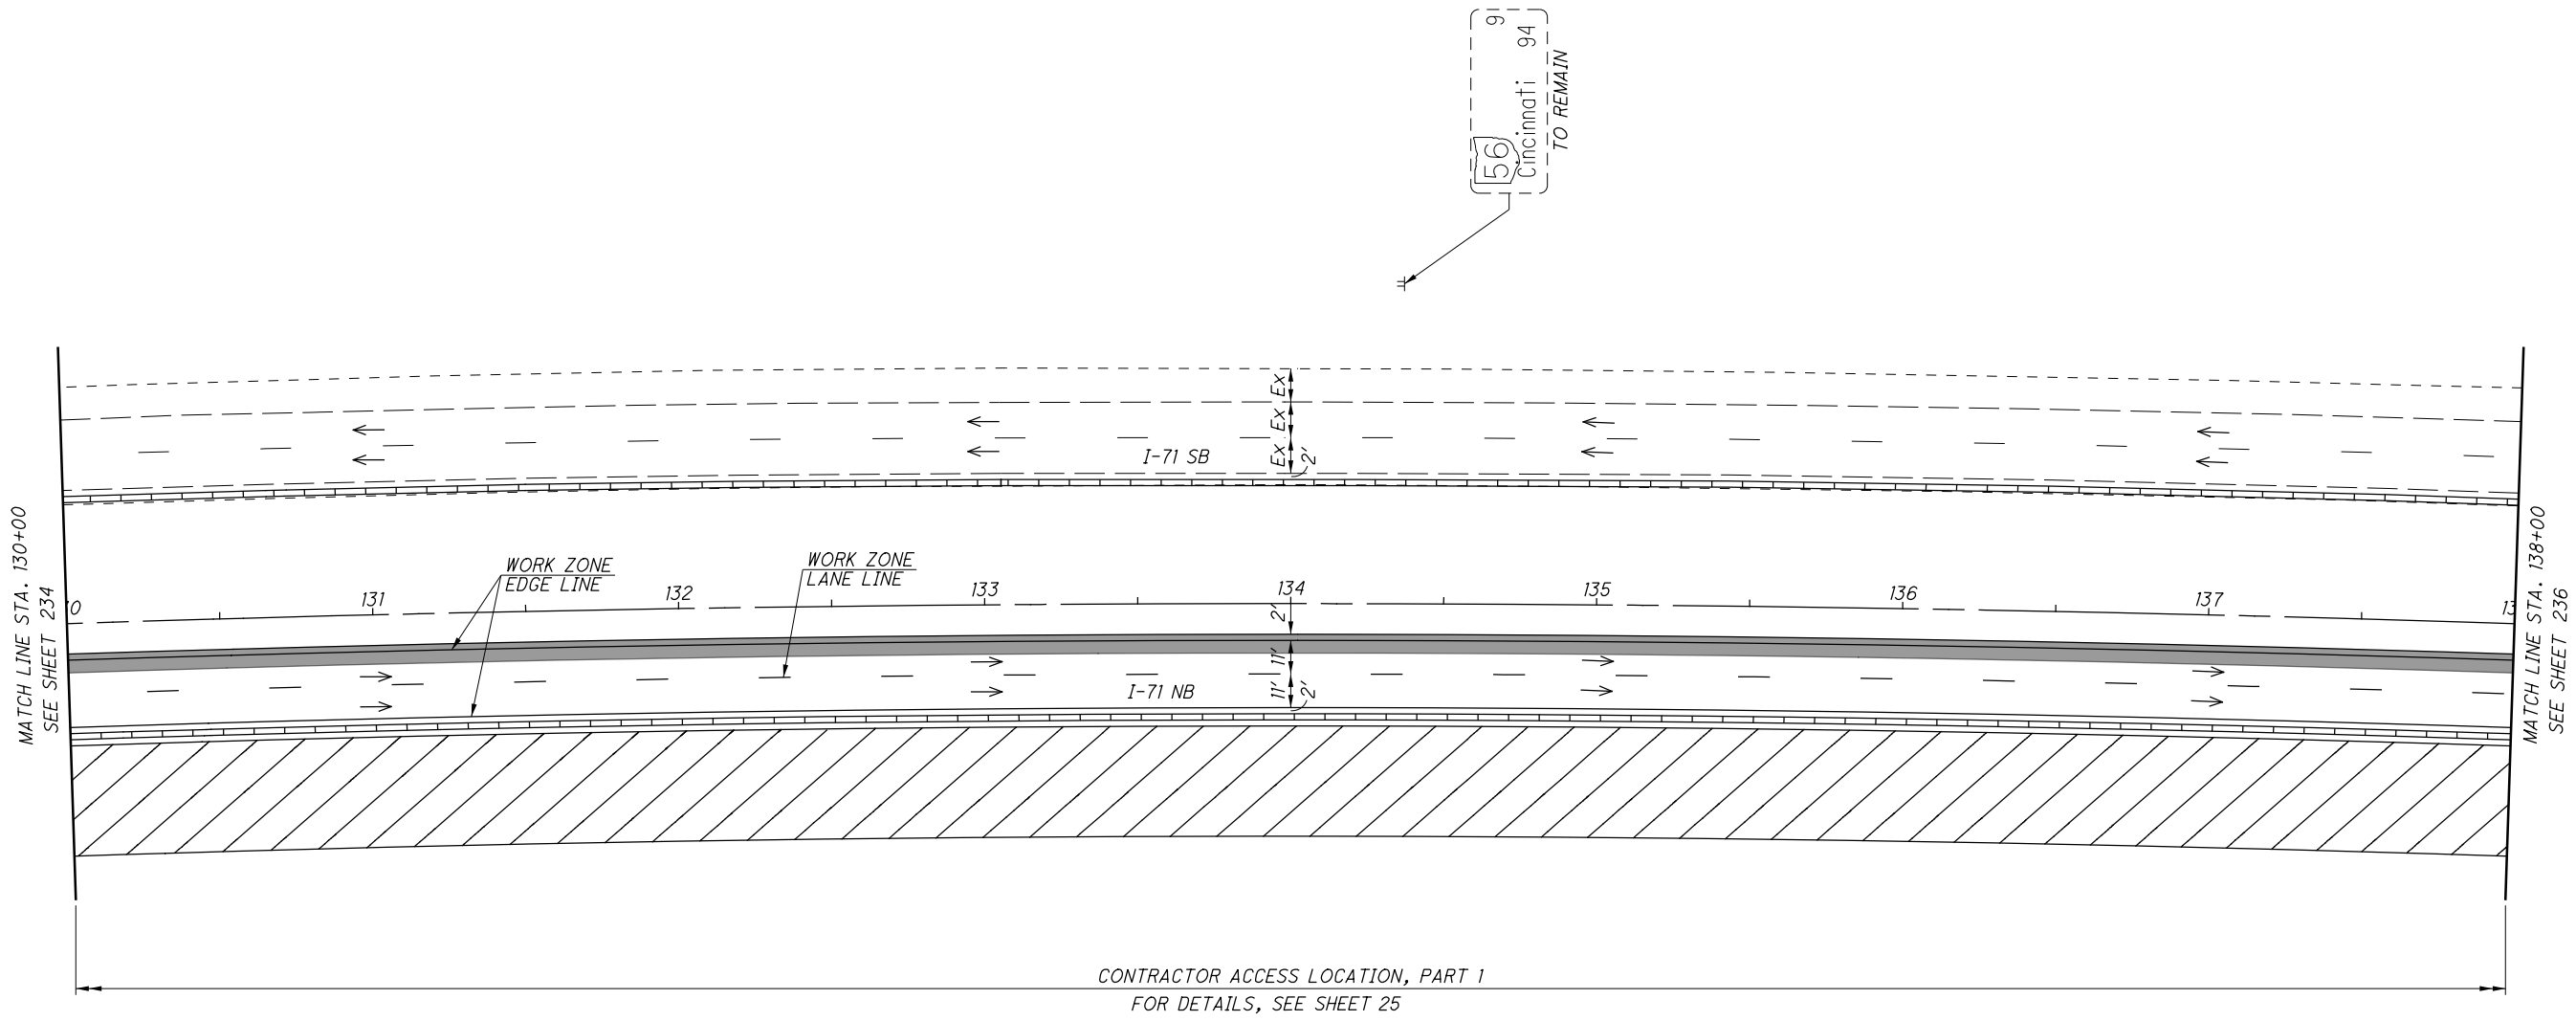 56 9
Cincinnati 94
TO REMAIN
Ex
Ex
Ex
2'
I-71 SB
MATCH LINE STA. 130+00
SEE SHEET 234
WORK ZONE
EDGE LINE
WORK ZONE
LANE LINE
131
132
133
134
135
136
137
13
2'
11'
11'
2'
I-71 NB
MATCH LINE STA. 138+00
SEE SHEET 236
CONTRACTOR ACCESS LOCATION, PART 1
FOR DETAILS, SEE SHEET 25